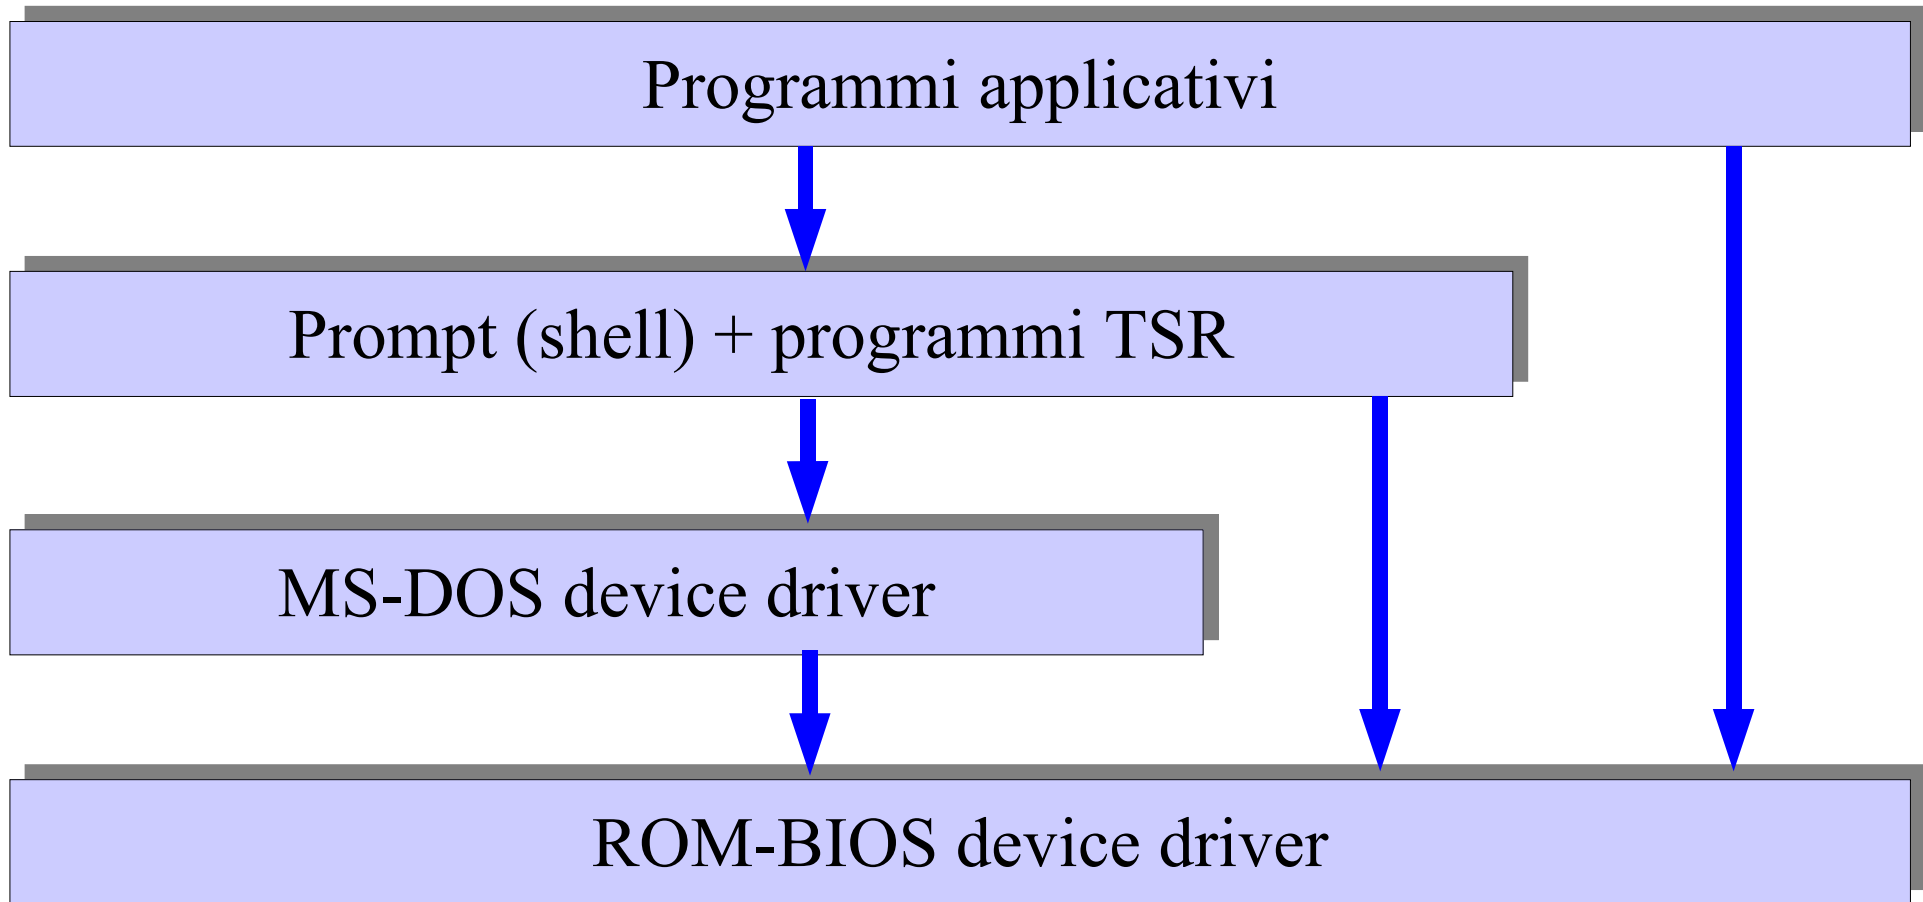 Programmi applicativi
Prompt (shell) + programmi TSR
MS-DOS device driver
ROM-BIOS device driver